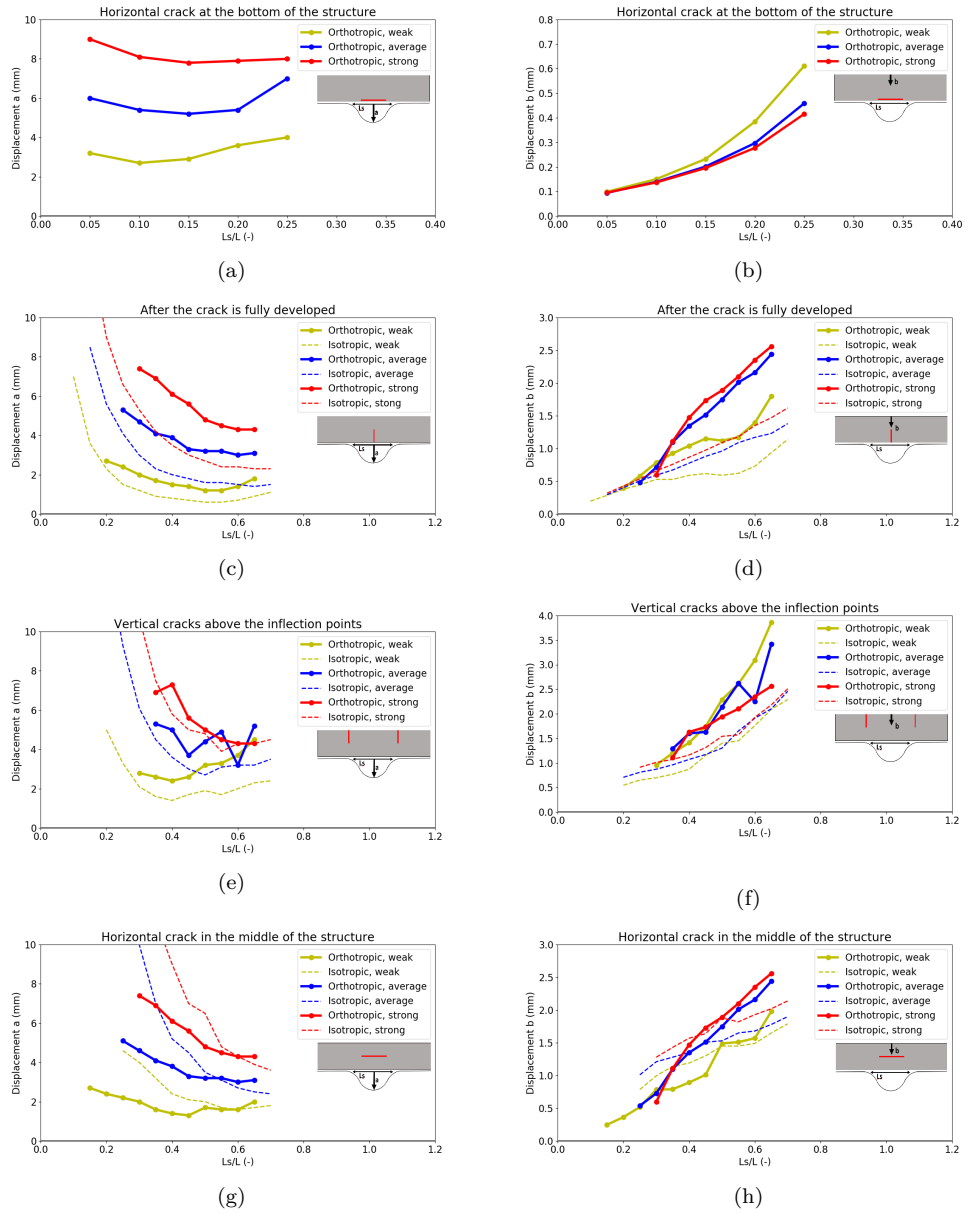 Horizontal crack at the bottom of the structure
Displacement a (mm)
10
8
6
4
2
0
0.00 0.05 0.10 0.15 0.20 0.25 0.30 0.35 0.40
Ls/L (-)
Orthotropic, weak
Orthotropic, average
Orthotropic, strong
Ls
a
(a)
Horizontal crack at the bottom of the structure
Displacement b (mm)
0.8
0.7
0.6
0.5
0.4
0.3
0.2
0.1
0.0
0.00 0.05 0.10 0.15 0.20 0.25 0.30 0.35 0.40
Ls/L (-)
Orthotropic, weak
Orthotropic, average
Orthotropic, strong
b
Ls
(b)
After the crack is fully developed
Displacement a (mm)
10
8
6
4
2
0
0.0 0.2 0.4 0.6 0.8 1.0 1.2
Ls/L (-)
Orthotropic, weak
Isotropic, weak
Orthotropic, average
Isotropic, average
Orthotropic, strong
Isotropic, stong
Ls
a
(c)
After the crack is fully developed
Displacement b (mm)
3.0
2.5
2.0
1.5
1.0
0.5
0.0
0.0 0.2 0.4 0.6 0.8 1.0 1.2
Ls/L (-)
Orthotropic, weak
Isotropic, weak
Orthotropic, average
Isotropic, average
Orthotropic, strong
Isotropic, strong
b
Ls
(d)
Vertical cracks above the inflection points
Displacement a (mm)
10
8
6
4
2
0
0.0 0.2 0.4 0.6 0.8 1.0 1.2
Ls/L (-)
Orthotropic, weak
Isotropic, weak
Orthotropic, average
Isotropic, average
Orthotropic, strong
Isotropic, strong
Ls
a
(e)
Vertical cracks above the inflection points
Displacement b (mm)
4.0
3.5
3.0
2.5
2.0
1.5
1.0
0.5
0.0
0.0 0.2 0.4 0.6 0.8 1.0 1.2
Ls/L (-)
Orthotropic, weak
Isotropic, weak
Orthotropic, average
Isotropic, average
Orthotropic, strong
Isotropic, strong
b
Ls
(f)
Horizontal crack in the middle of the structure
Displacement a (mm)
10
8
6
4
2
0
0.0 0.2 0.4 0.6 0.8 1.0 1.2
Ls/L (-)
Orthotropic, weak
Isotropic, weak
Orthotropic, average
Isotropic, average
Orthotropic, strong
Isotropic, strong
Ls
a
(g)
Horizontal crack in the middle of the structure
Displacement b (mm)
3.0
2.5
2.0
1.5
1.0
0.5
0.0
0.0 0.2 0.4 0.6 0.8 1.0 1.2
Ls/L (-)
Orthotropic, weak
Isotropic, weak
Orthotropic, average
Isotropic, average
Orthotropic, strong
Isotropic, strong
b
Ls
(h)